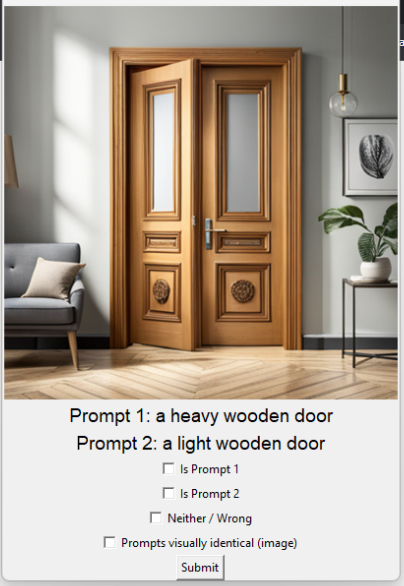 Prompt 1: a heavy wooden door
Prompt 2: a light wooden door
Is Prompt 1
Is Prompt 2
Neither / Wrong
Prompts visually identical (image)
Submit